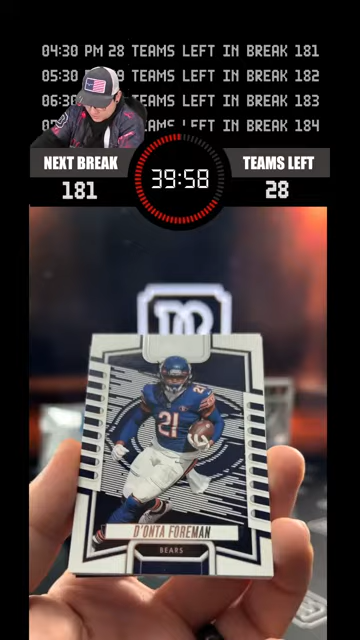 04:30 PM 28 TEAMS LEFT IN BREAK 181
05:30 TEAMS LEFT IN BREAK 182
06:30 TEAMS LEFT IN BREAK 183
TEAMS LEFT IN BREAK 184
NEXT BREAK
181
39:58
TEAMS LEFT
28
21
21
D'ONTA FOREMAN
BEARS